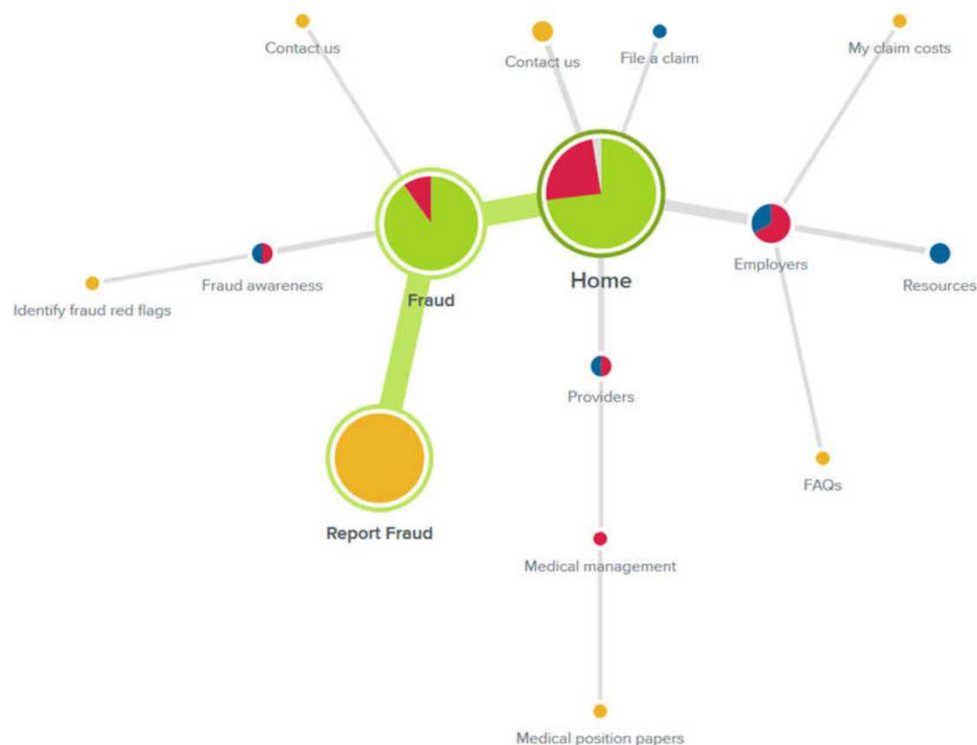 Contact us
Contact us
File a claim
My claim costs
Identify fraud red flags
Fraud awareness
Fraud
Home
Employers
Resources
Providers
Report Fraud
FAQs
Medical management
Medical position papers